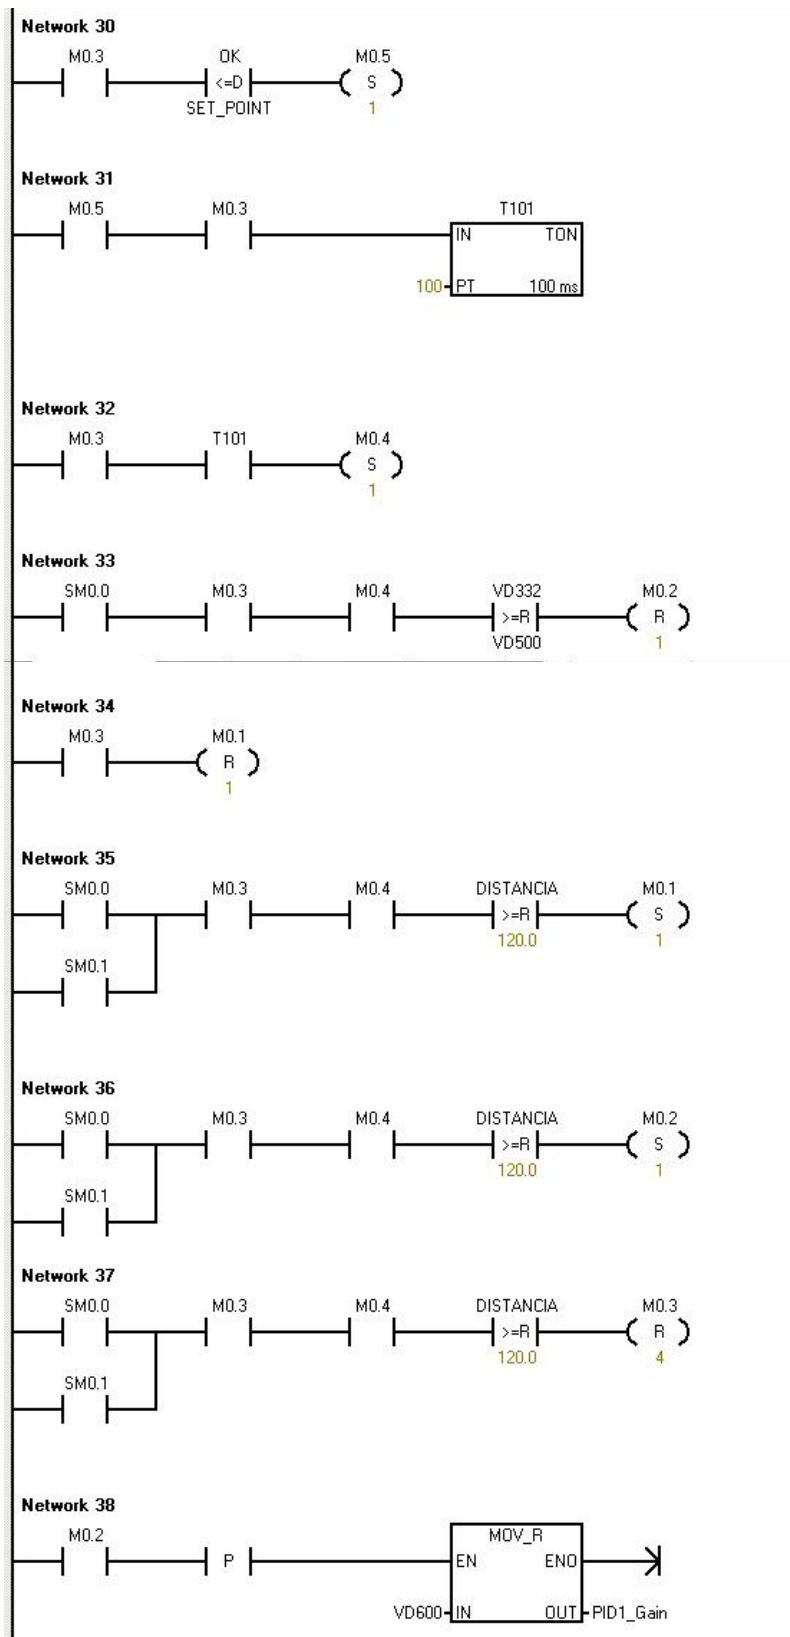 Network 30
M0.3 OK M0.5
<=D S
SET_POINT 1
Network 31
M0.5 M0.3 T101
IN TON
100 PT 100 ms
Network 32
M0.3 T101 M0.4
S
1
Network 33
SM0.0 M0.3 M0.4 VD332 M0.2
>=R R
VD500 1
Network 34
M0.3 M0.1
R
1
Network 35
SM0.0 M0.3 M0.4 DISTANCIA M0.1
>=R S
120.0 1
SM0.1
Network 36
SM0.0 M0.3 M0.4 DISTANCIA M0.2
>=R S
120.0 1
SM0.1
Network 37
SM0.0 M0.3 M0.4 DISTANCIA M0.3
>=R R
120.0 4
SM0.1
Network 38
M0.2 MOV_R
P EN ENO
VD600 IN OUT PID1_Gain